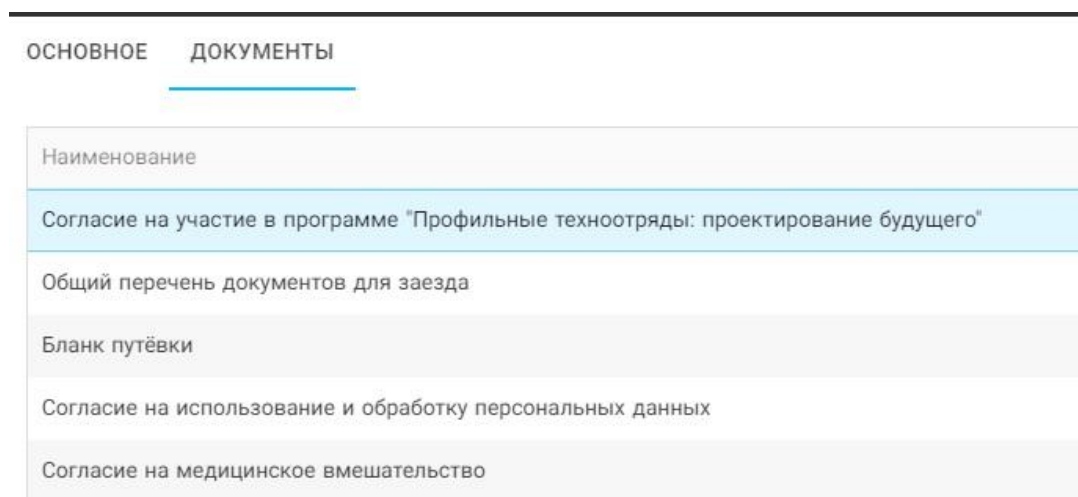 ОСНОВНОЕ ДОКУМЕНТЫ
Наименование
Согласие на участие в программе "Профильные техноотряды: проектирование будущего"
Общий перечень документов для заезда
Бланк путёвки
Согласие на использование и обработку персональных данных
Согласие на медицинское вмешательство